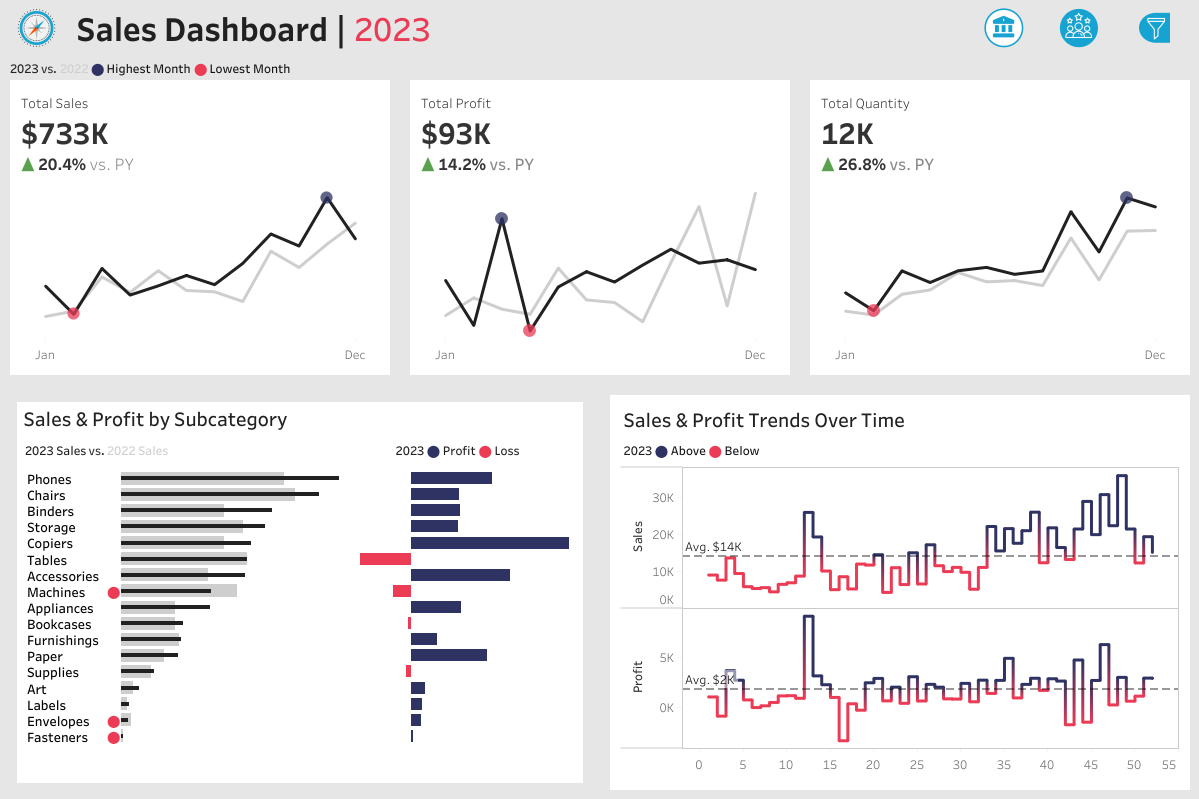 Sales Dashboard | 2023
2023 vs. 2022 Highest Month Lowest Month
Total Sales
$733K
20.4% vs. PY
Jan Dec
Total Profit
$93K
14.2% vs. PY
Jan Dec
Total Quantity
12K
26.8% vs. PY
Jan Dec
Sales & Profit by Subcategory
2023 Sales vs. 2022 Sales
2023 Profit Loss
Phones
Chairs
Binders
Storage
Copiers
Tables
Accessories
Machines
Appliances
Bookcases
Furnishings
Paper
Supplies
Art
Labels
Envelopes
Fasteners
Sales & Profit Trends Over Time
2023 Above Below
Sales
30K
20K
Avg. $14K
10K
0K
Profit
5K
Avg. $2K
0K
0 5 10 15 20 25 30 35 40 45 50 55